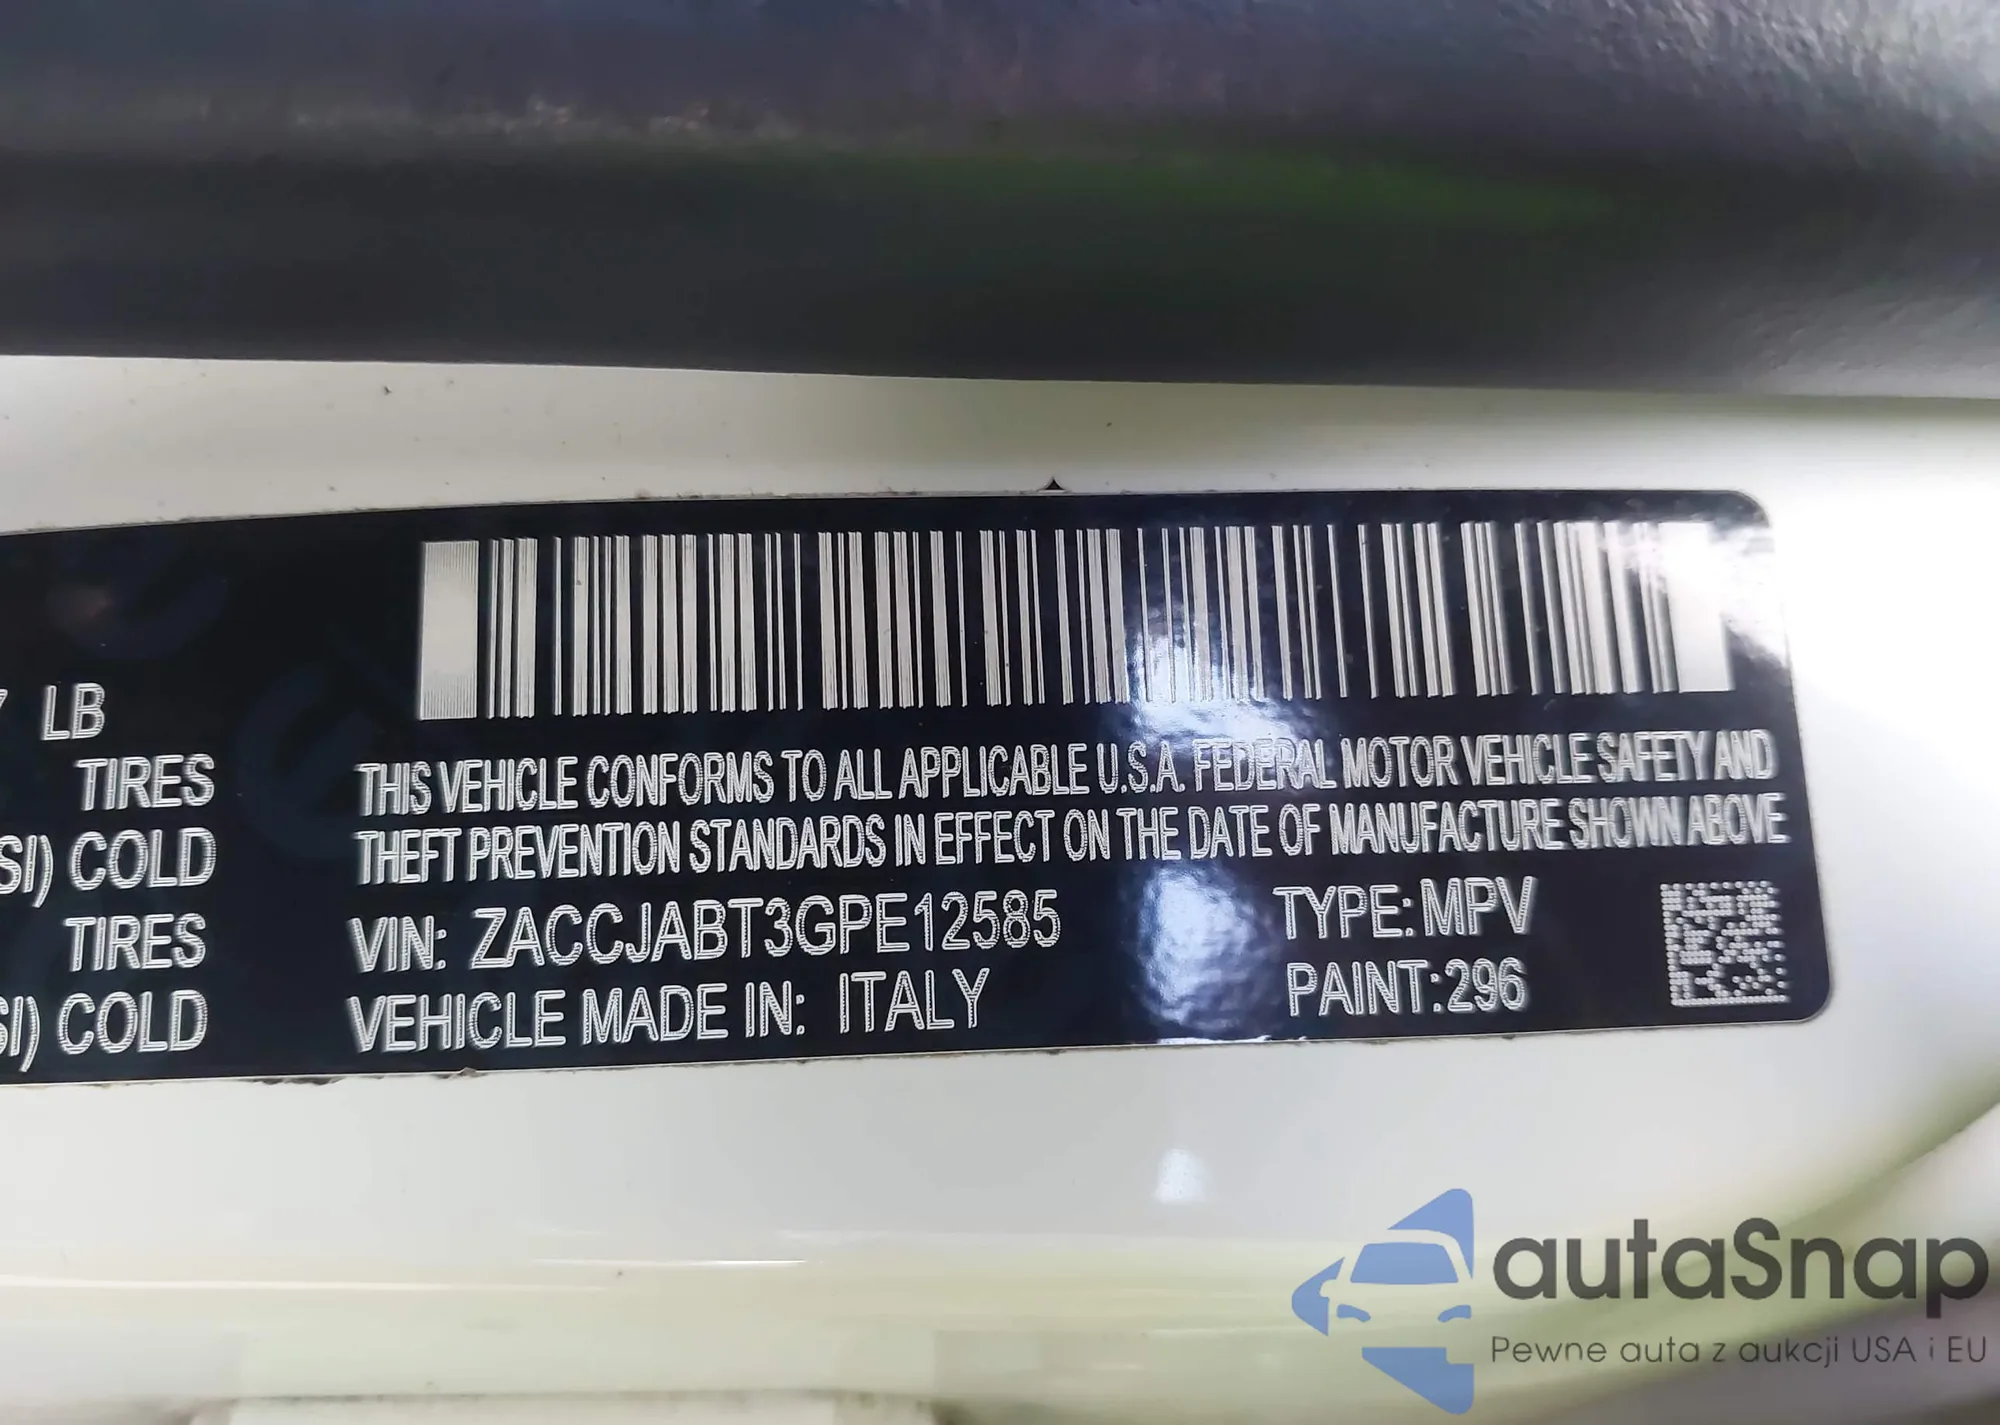 LB
TIRES
SI) COLD
TIRES
SI) COLD
THIS VEHICLE CONFORMS TO ALL APPLICABLE U.S.A. FEDERAL MOTOR VEHICLE SAFETY AND
THEFT PREVENTION STANDARDS IN EFFECT ON THE DATE OF MANUFACTURE SHOWN ABOVE
VIN: ZACCJABT3GPE12585 TYPE: MPV
VEHICLE MADE IN: ITALY PAINT:296
autaSnap
Pewne auta z aukcji USA i EU